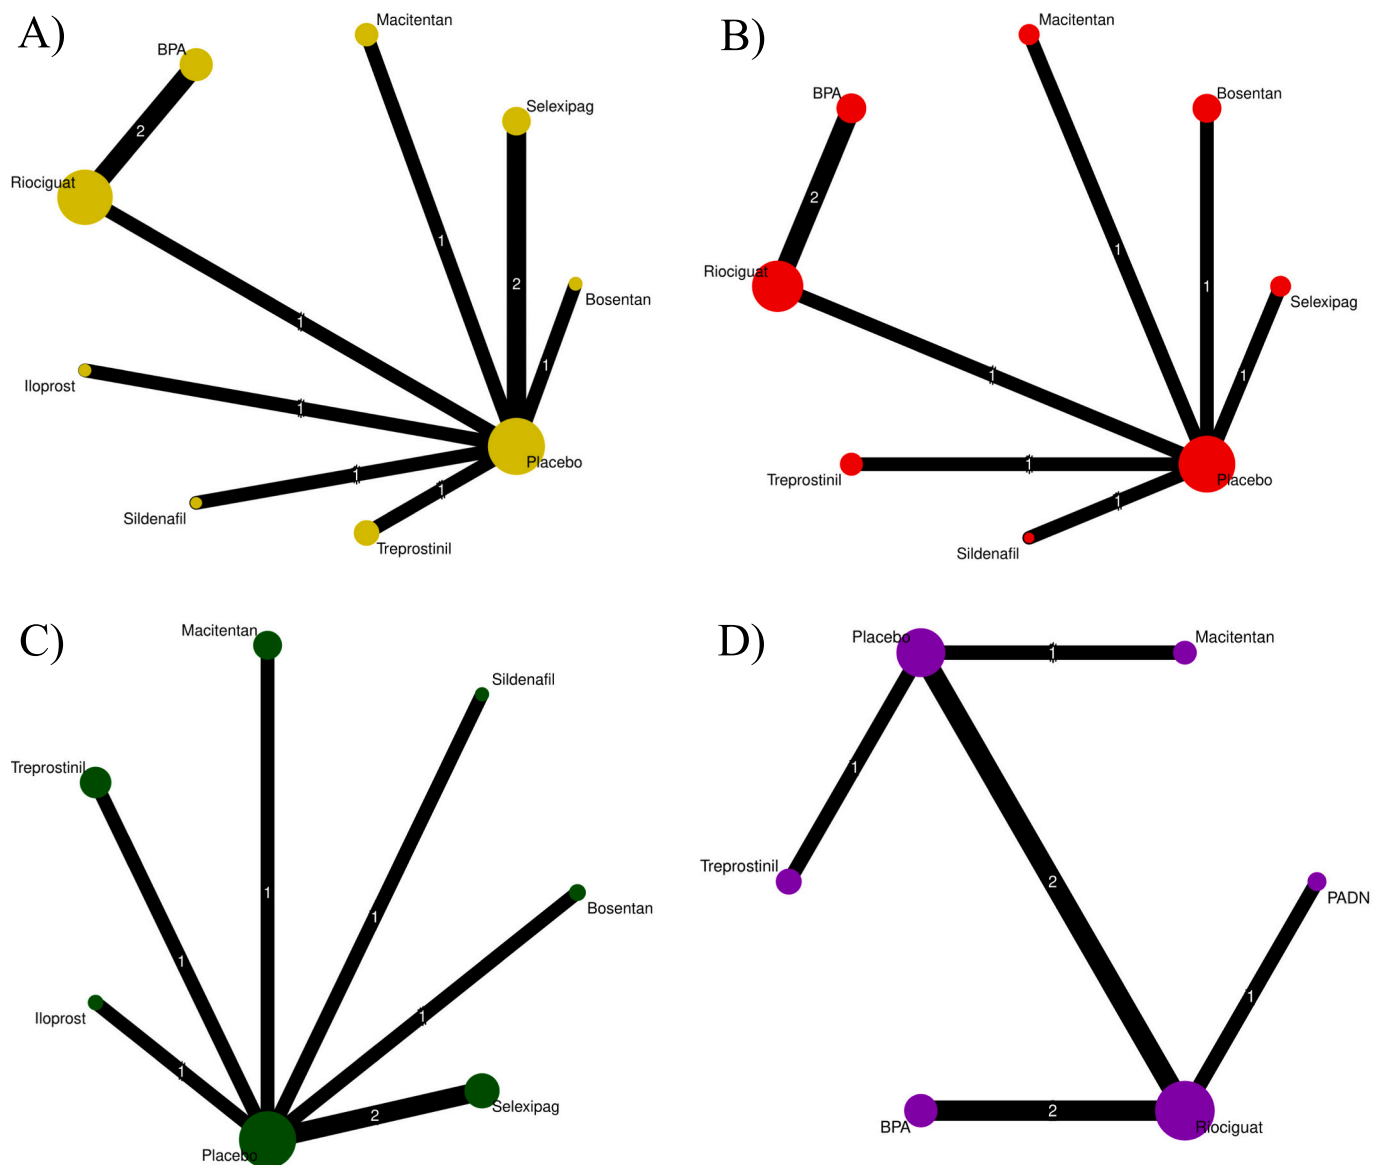 A)
Macitentan
BPA
Selexipag
2
Riociguat
1
2
Bosentan
1
1
Iloprost
1
Placebo
1
1
Sildenafil
Treprostinil
B)
Macitentan
BPA
Bosentan
2
1
Riociguat
1
Selexipag
1
1
Treprostinil
1
Placebo
1
Sildenafil
C)
Macitentan
Sildenafil
Treprostinil
1
1
Bosentan
1
Iloprost
1
1
Selexipag
2
Placebo
D)
Placebo
1
Macitentan
1
Treprostinil
2
PADN
1
BPA
2
Riociguat